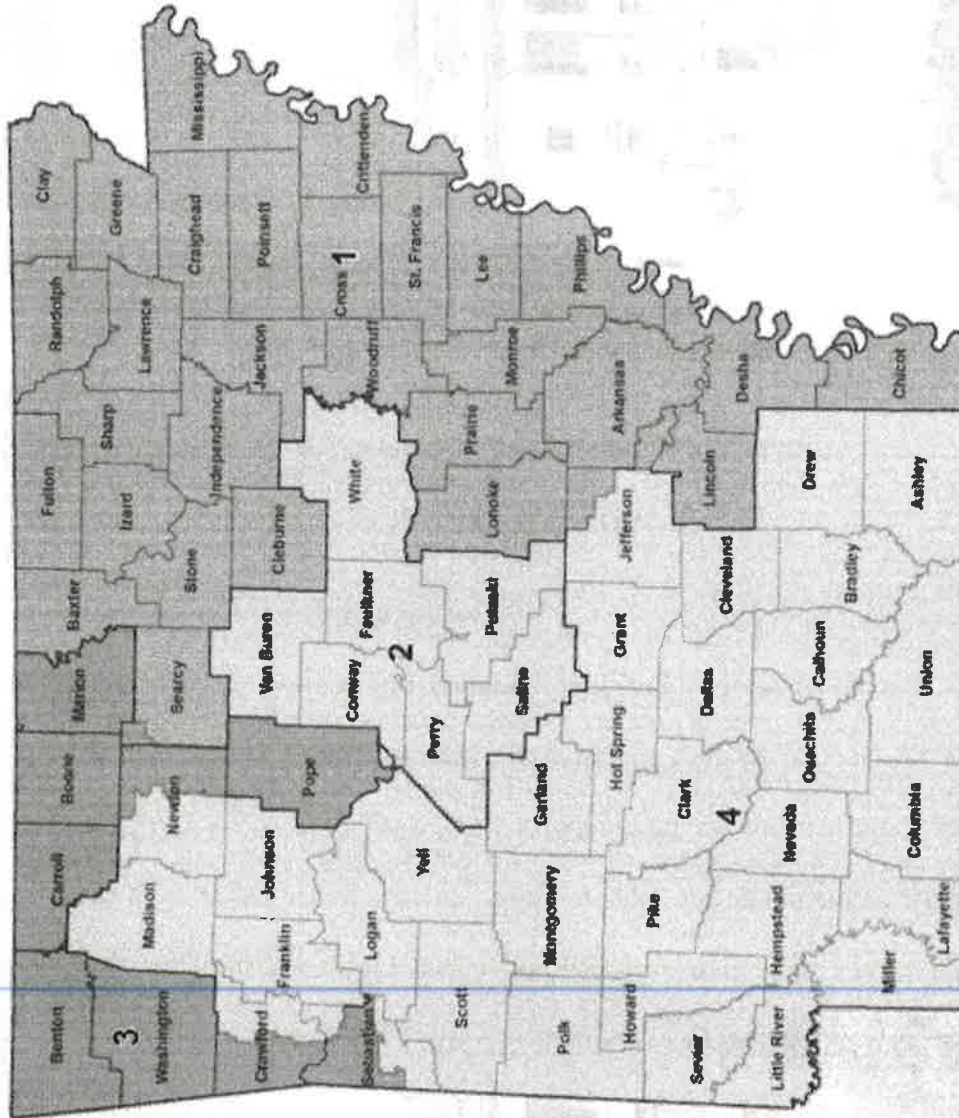 Benton
Carroll
Boone
Marion
Baxter
Fulton
Randolph
Clay
3
Washington
Madison
Newton
Searcy
Stone
Izard
Sharp
Lawrence
Greene
Crawford
Franklin
Johnson
Pope
Van Buren
Cleburne
Independence
Jackson
Craighead
Mississippi
Poinsett
Sebastian
Logan
Conway
Faulkner
White
Woodruff
Cross
1
Crittenden
Scott
Yell
Perry
2
Pulaski
Lonoke
Prairie
Monroe
St. Francis
Lee
Phillips
Polk
Montgomery
Garland
Saline
Hot Spring
Grant
Jefferson
Arkansas
Howard
Pike
Clark
Dallas
Cleveland
Lincoln
Desha
Sevier
4
Little River
Hempstead
Nevada
Ouachita
Calhoun
Bradley
Drew
Chicot
Miller
Lafayette
Columbia
Union
Ashley